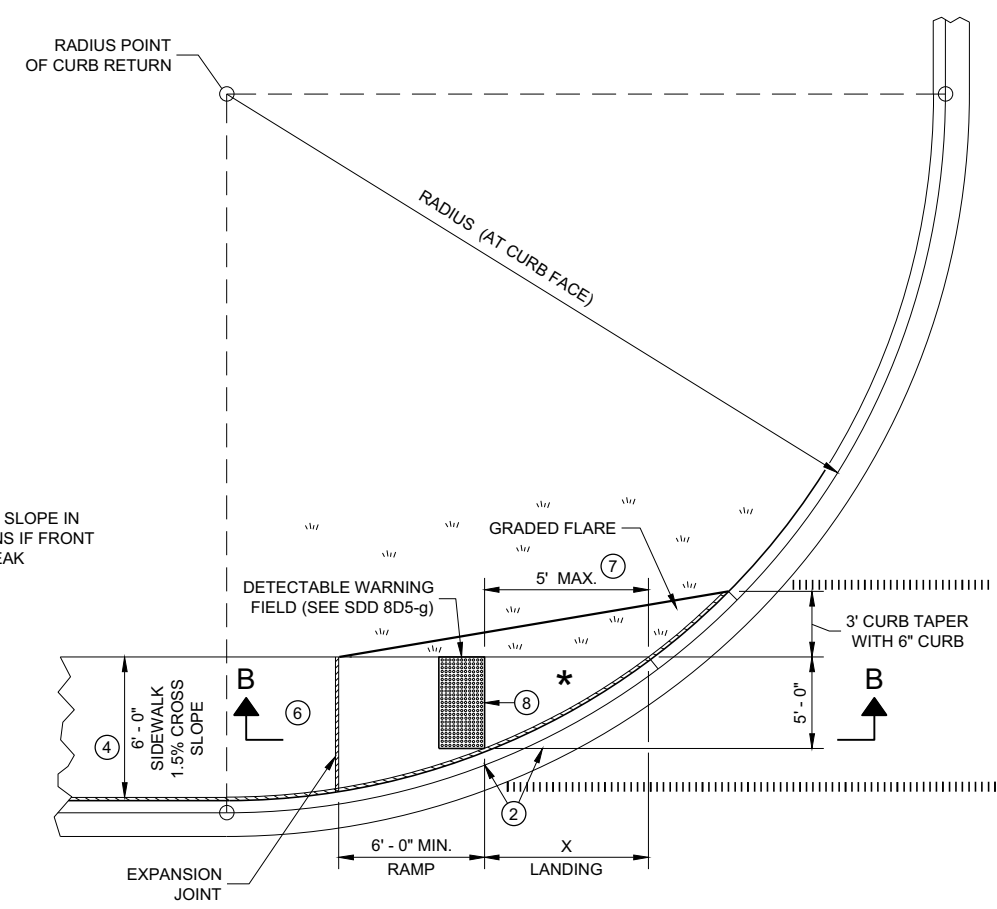 RADIUS POINT
OF CURB RETURN
RADIUS (AT CURB FACE)
SLOPE IN
IF FRONT
GRADED FLARE
5' MAX.
7
DETECTABLE WARNING
FIELD (SEE SDD 8D5-g)
3' CURB TAPER
WITH 6" CURB
B
6
*
8
B
4
6' - 0"
SIDEWALK
1.5% CROSS
SLOPE
5' - 0"
2
6' - 0" MIN.
RAMP
X
LANDING
EXPANSION
JOINT